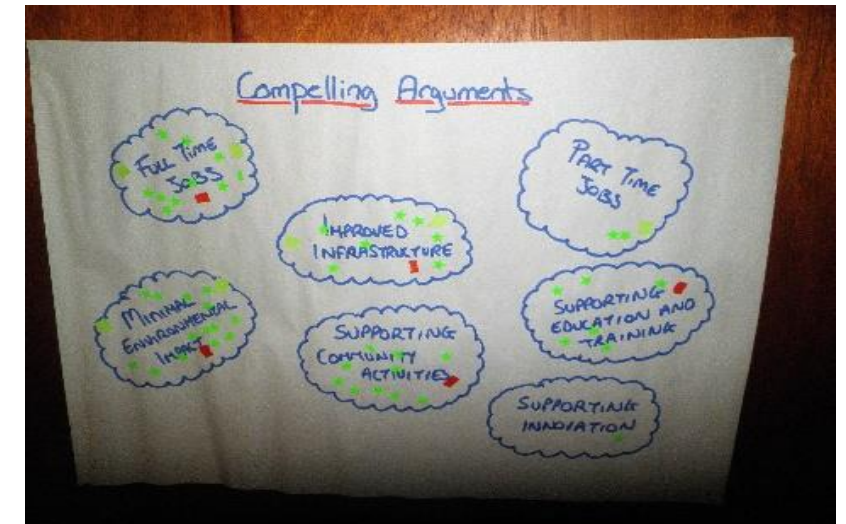 Compelling Arguments
FULL TIME
JOBS
PART TIME
JOBS
IMPROVED
INFRASTRUCTURE
MINIMAL
ENVIRONMENTAL
IMPACT
SUPPORTING
COMMUNITY
ACTIVITIES
SUPPORTING
EDUCATION AND
TRAINING
SUPPORTING
INNOVATION